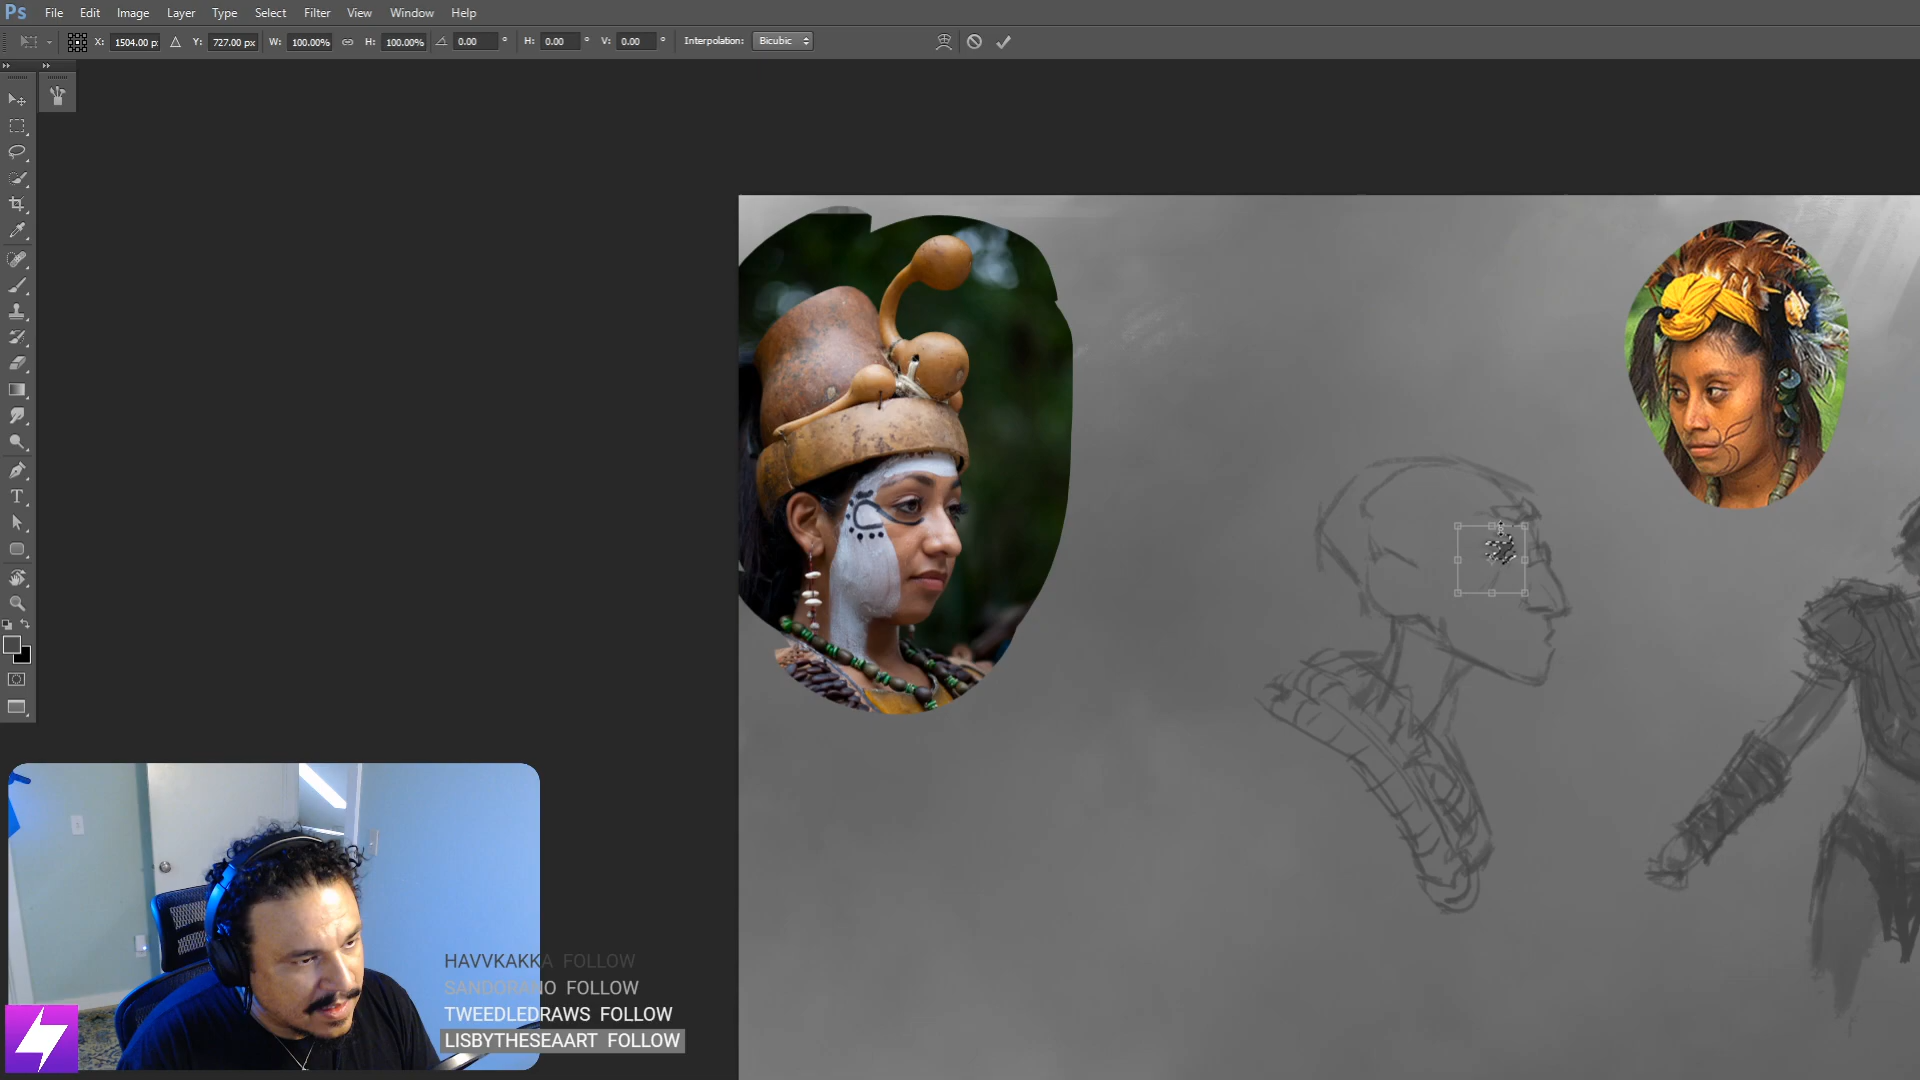 Ps File Edit Image Layer Type Select Filter View Window Help
X: 1504.00 p Y: 727.00 px W: 100.00% H: 100.00% 0.00 ° H: 0.00 ° V: 0.00 ° Interpolation: Bicubic
T
HAVVKAKKA FOLLOW
SANDORANO FOLLOW
TWEEDLEDRAWS FOLLOW
LISBYTHESEAART FOLLOW